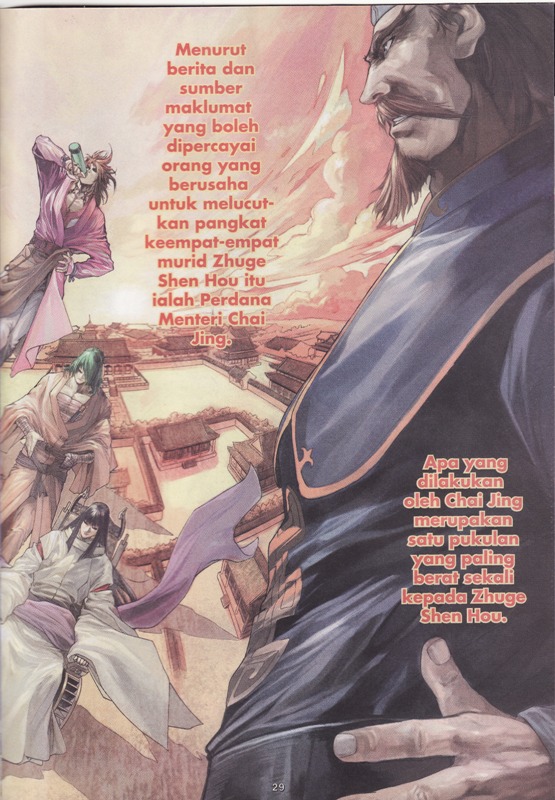 Menurut
berita dan
sumber
maklumat
yang boleh
dipercayai
orang yang
berusaha
untuk melucut-
kan pangkat
keempat-empat
murid Zhuge
Shen Hou itu
ialah Perdana
Menteri Chai
Jing.
Apa yang
dilakukan
oleh Chai Jing
merupakan
satu pukulan
yang paling
berat sekali
kepada Zhuge
Shen Hou.
29